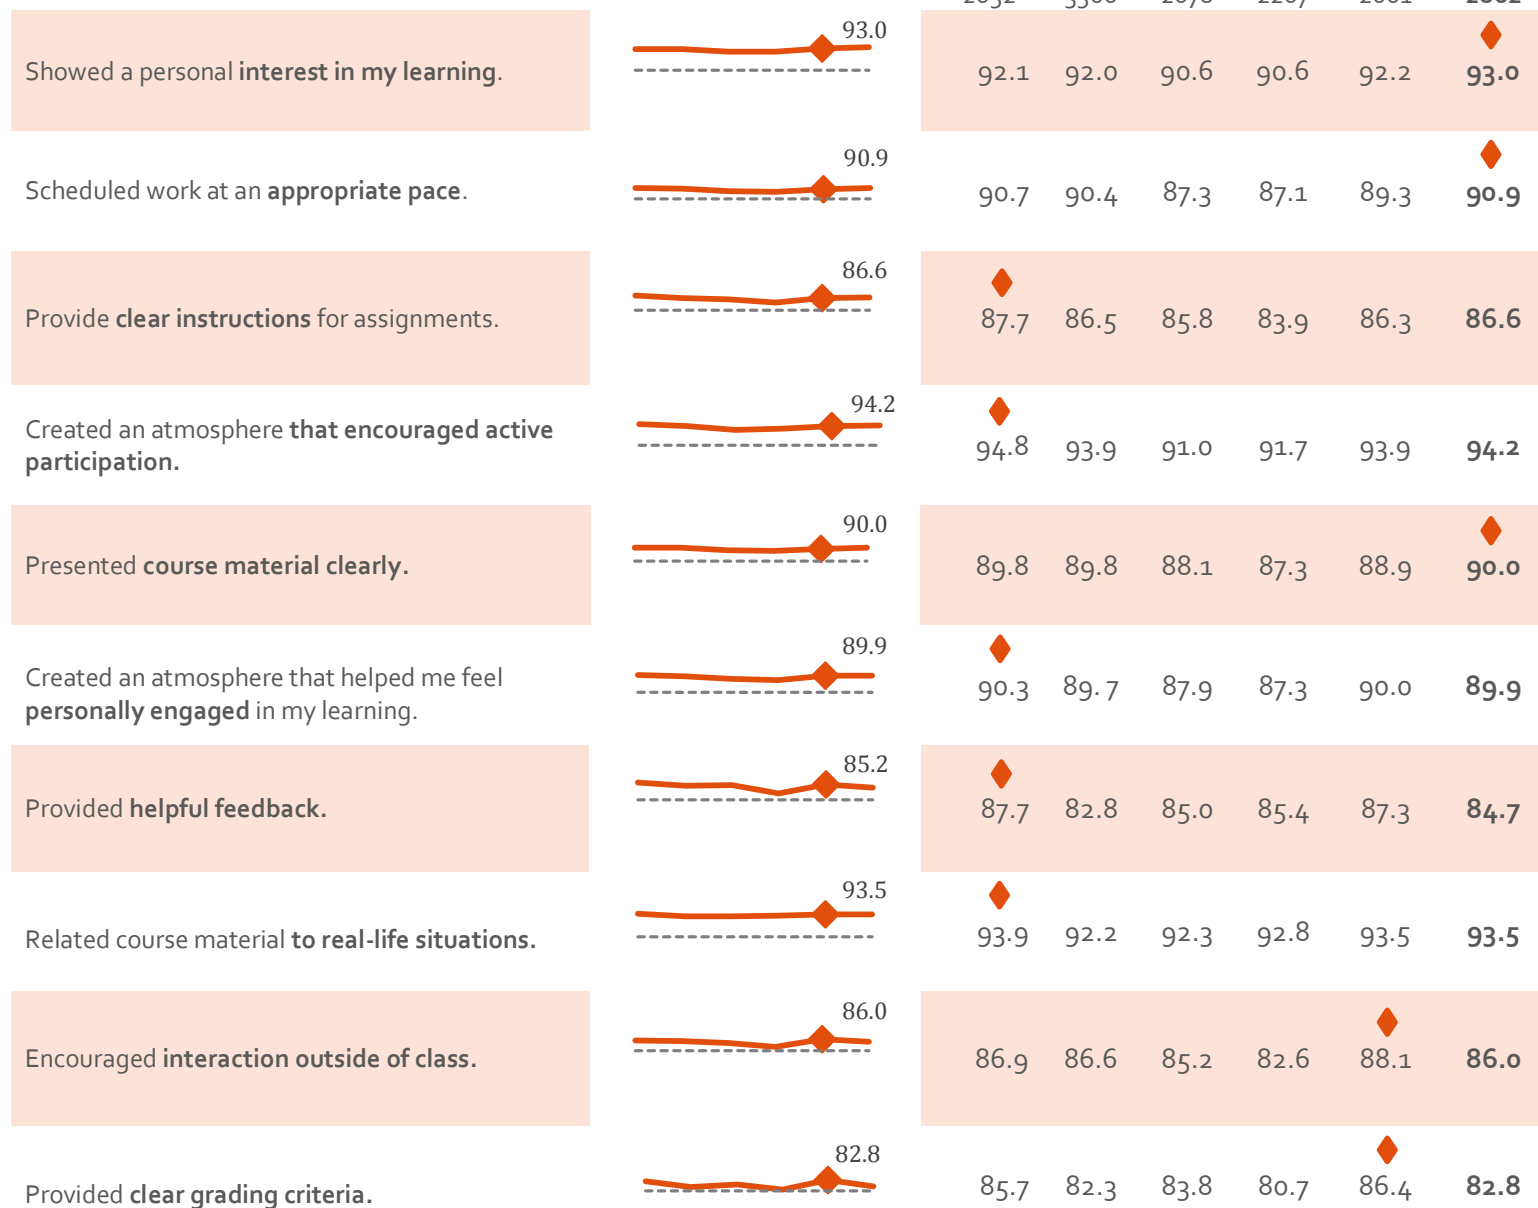 93.0
Showed a personal interest in my learning. 92.1 92.0 90.6 90.6 92.2 93.0
90.9
Scheduled work at an appropriate pace. 90.7 90.4 87.3 87.1 89.3 90.9
86.6
Provide clear instructions for assignments. 87.7 86.5 85.8 83.9 86.3 86.6
94.2
Created an atmosphere that encouraged active
participation. 94.8 93.9 91.0 91.7 93.9 94.2
90.0
Presented course material clearly. 89.8 89.8 88.1 87.3 88.9 90.0
89.9
Created an atmosphere that helped me feel
personally engaged in my learning. 90.3 89.7 87.9 87.3 90.0 89.9
85.2
Provided helpful feedback. 87.7 82.8 85.0 85.4 87.3 84.7
93.5
Related course material to real-life situations. 93.9 92.2 92.3 92.8 93.5 93.5
86.0
Encouraged interaction outside of class. 86.9 86.6 85.2 82.6 88.1 86.0
82.8
Provided clear grading criteria. 85.7 82.3 83.8 80.7 86.4 82.8